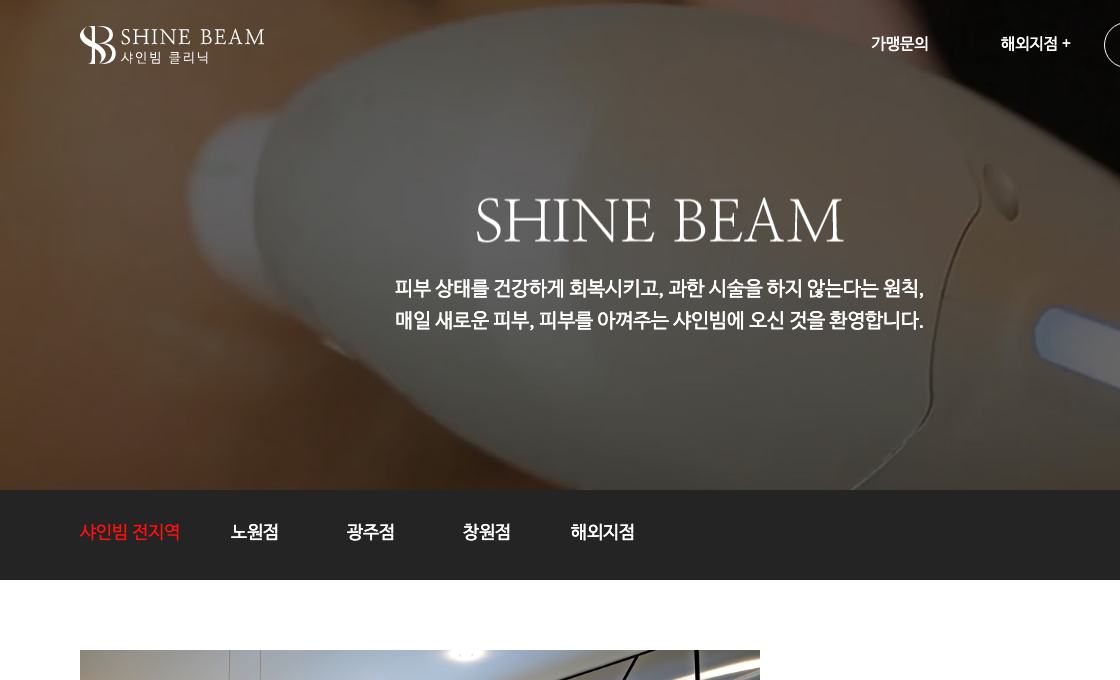 SHINE BEAM
샤인빔 클리닉
가맹문의
해외지점 +
SHINE BEAM
피부 상태를 건강하게 회복시키고, 과한 시술을 하지 않는다는 원칙,
매일 새로운 피부, 피부를 아껴주는 샤인빔에 오신 것을 환영합니다.
샤인빔 전지역
노원점
광주점
창원점
해외지점